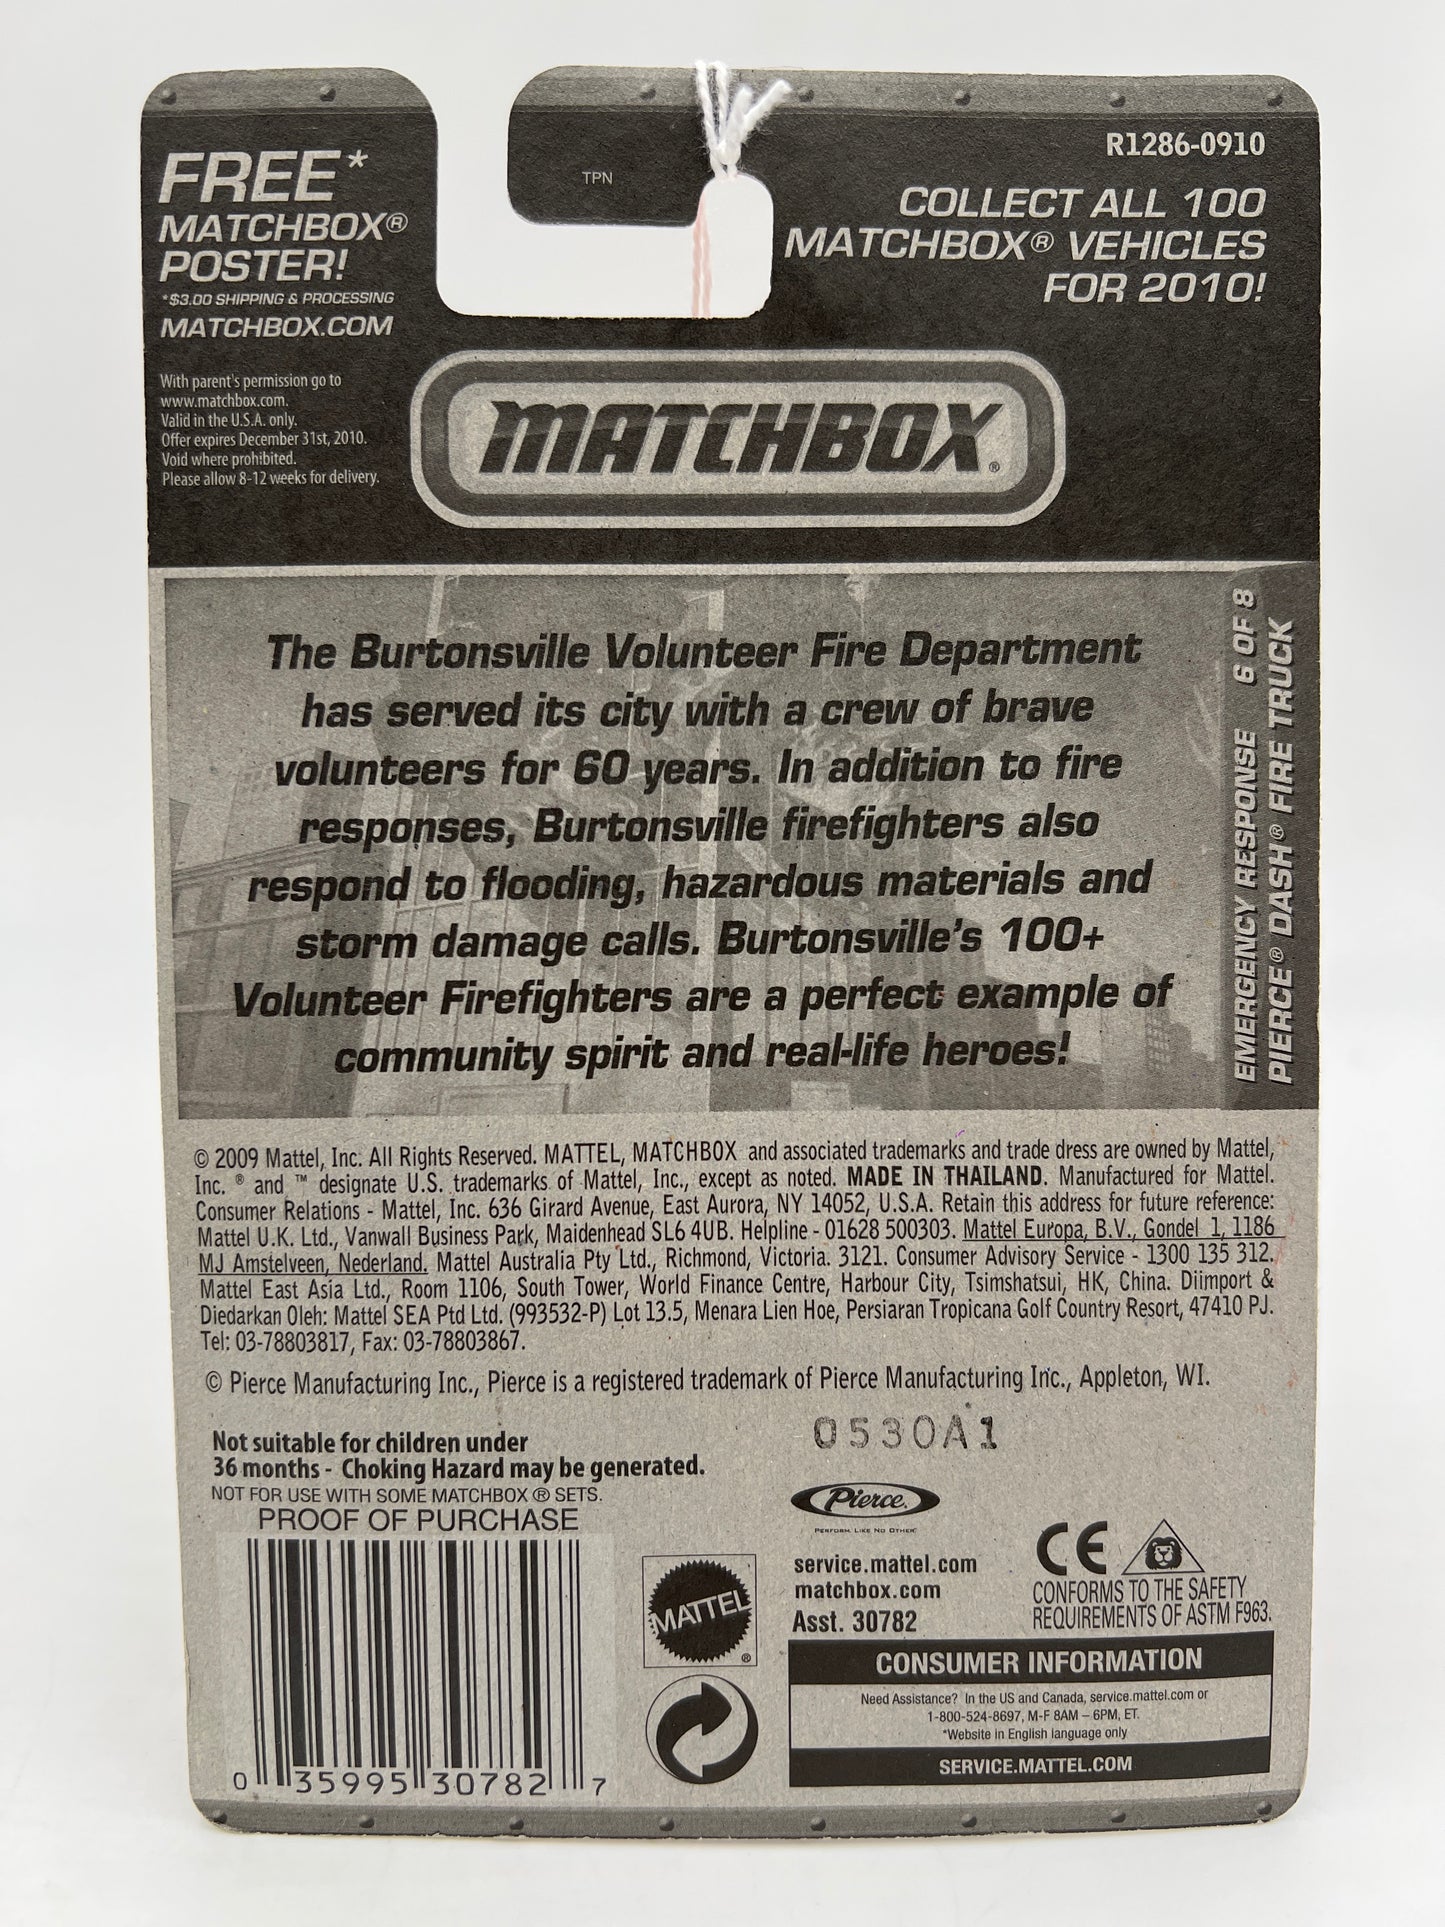 FREE*
MATCHBOX®
POSTER!
*$3.00 SHIPPING & PROCESSING
MATCHBOX.COM
With parent's permission go to
www.matchbox.com.
Valid in the U.S.A. only.
Offer expires December 31st, 2010.
Void where prohibited.
Please allow 8-12 weeks for delivery.
TPN
R1286-0910
COLLECT ALL 100
MATCHBOX® VEHICLES
FOR 2010!
MATCHBOX®
The Burtonsville Volunteer Fire Department
has served its city with a crew of brave
volunteers for 60 years. In addition to fire
responses, Burtonsville firefighters also
respond to flooding, hazardous materials and
storm damage calls. Burtonsville's 100+
Volunteer Firefighters are a perfect example of
community spirit and real-life heroes!
EMERGENCY RESPONSE 6 OF 8
PIERCE® DASH® FIRE TRUCK
© 2009 Mattel, Inc. All Rights Reserved. MATTEL, MATCHBOX and associated trademarks and trade dress are owned by Mattel,
Inc. ® and ™ designate U.S. trademarks of Mattel, Inc., except as noted. MADE IN THAILAND. Manufactured for Mattel.
Consumer Relations - Mattel, Inc. 636 Girard Avenue, East Aurora, NY 14052, U.S.A. Retain this address for future reference:
Mattel U.K. Ltd., Vanwall Business Park, Maidenhead SL6 4UB. Helpline - 01628 500303. Mattel Europa, B.V., Gondel 1, 1186
MJ Amstelveen, Nederland. Mattel Australia Pty Ltd., Richmond, Victoria. 3121. Consumer Advisory Service - 1300 135 312.
Mattel East Asia Ltd., Room 1106, South Tower, World Finance Centre, Harbour City, Tsimshatsui, HK, China. Diimport &
Diedarkan Oleh: Mattel SEA Ptd Ltd. (993532-P) Lot 13.5, Menara Lien Hoe, Persiaran Tropicana Golf Country Resort, 47410 PJ.
Tel: 03-78803817, Fax: 03-78803867.
© Pierce Manufacturing Inc., Pierce is a registered trademark of Pierce Manufacturing Inc., Appleton, WI.
0530A1
Not suitable for children under
36 months - Choking Hazard may be generated.
NOT FOR USE WITH SOME MATCHBOX ® SETS.
PROOF OF PURCHASE
0 35995 30782 7
MATTEL ®
Pierce.
PERFORM. LIKE NO OTHER.
service.mattel.com
matchbox.com
Asst. 30782
CE
CONFORMS TO THE SAFETY
REQUIREMENTS OF ASTM F963.
CONSUMER INFORMATION
Need Assistance? In the US and Canada, service.mattel.com or
1-800-524-8697, M-F 8AM – 6PM, ET.
*Website in English language only
SERVICE.MATTEL.COM